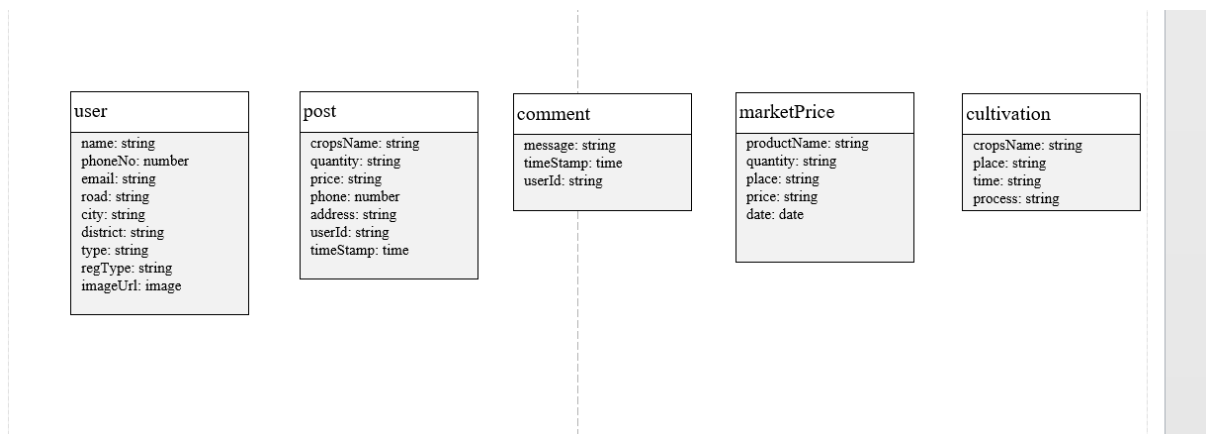 user
name: string
phoneNo: number
email: string
road: string
city: string
district: string
type: string
regType: string
imageUrl: image
post
cropsName: string
quantity: string
price: string
phone: number
address: string
userId: string
timeStamp: time
comment
message: string
timeStamp: time
userId: string
marketPrice
productName: string
quantity: string
place: string
price: string
date: date
cultivation
cropsName: string
place: string
time: string
process: string